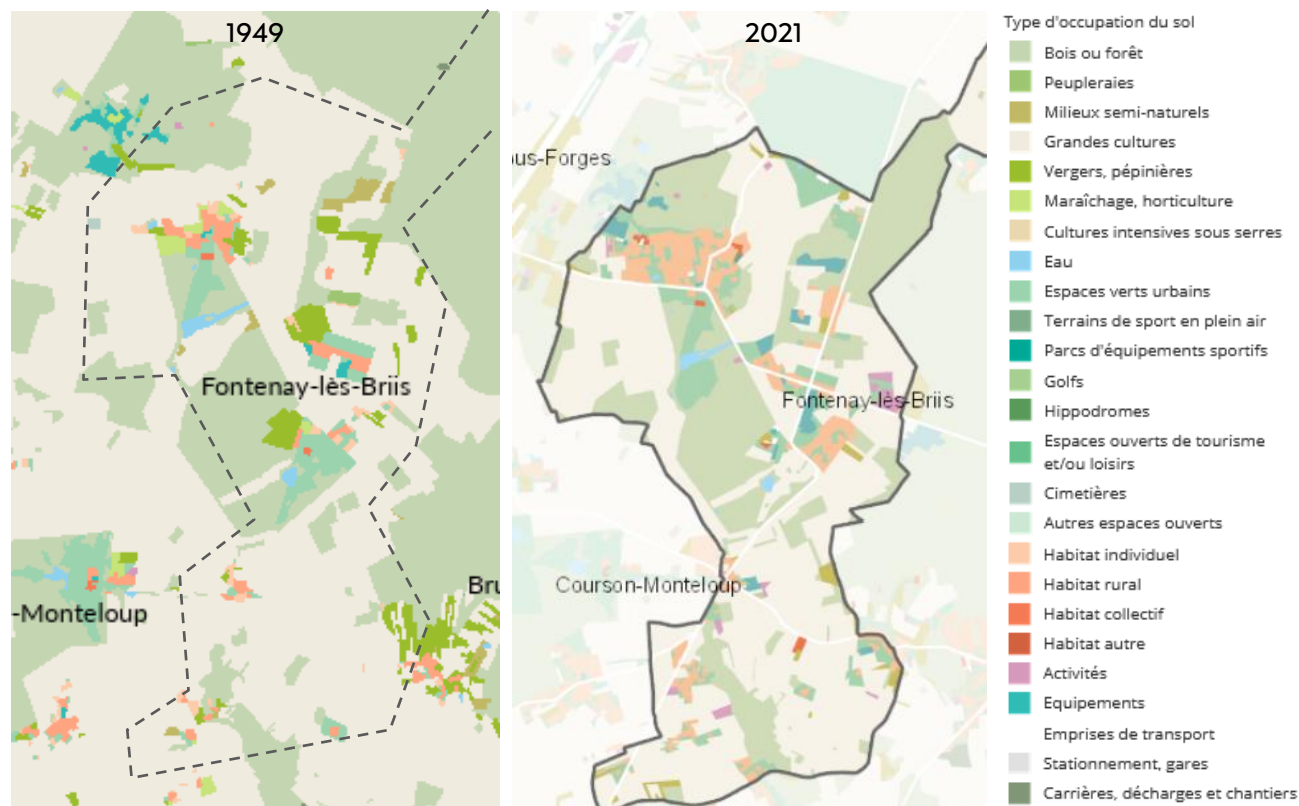 1949
Fontenay-lès-Briis
-Monteloup
Bru
2021
ous-Forges
Fontenay-lès-Briis
Courson-Monteloup
Type d'occupation du sol
Bois ou forêt
Peupleraies
Milieux semi-naturels
Grandes cultures
Vergers, pépinières
Maraîchage, horticulture
Cultures intensives sous serres
Eau
Espaces verts urbains
Terrains de sport en plein air
Parcs d'équipements sportifs
Golfs
Hippodromes
Espaces ouverts de tourisme
et/ou loisirs
Cimetières
Autres espaces ouverts
Habitat individuel
Habitat rural
Habitat collectif
Habitat autre
Activités
Equipements
Emprises de transport
Stationnement, gares
Carrières, décharges et chantiers